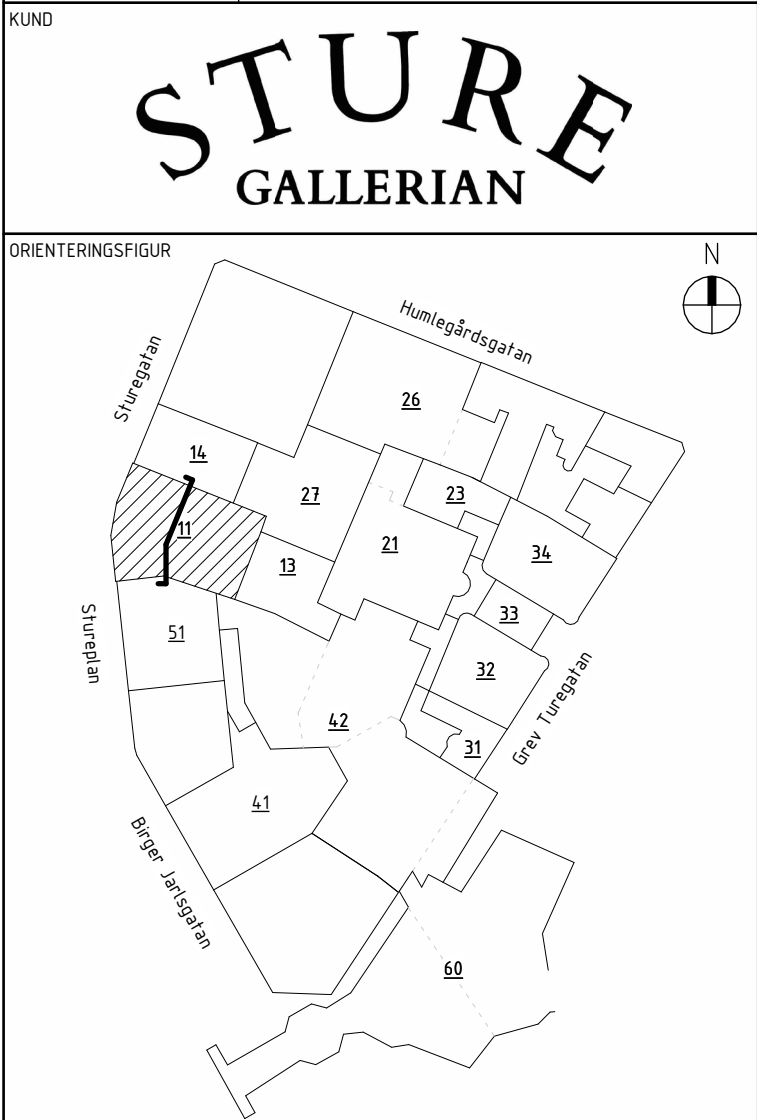 KUND
STURE
GALLERIAN
ORIENTERINGSFIGUR
N
Humlegårdsgatan
Sturegatan
26
14
27
23
11
21
34
13
33
51
Stureplan
32
42
Grev Turegatan
31
41
Birger Jarlsgatan
60